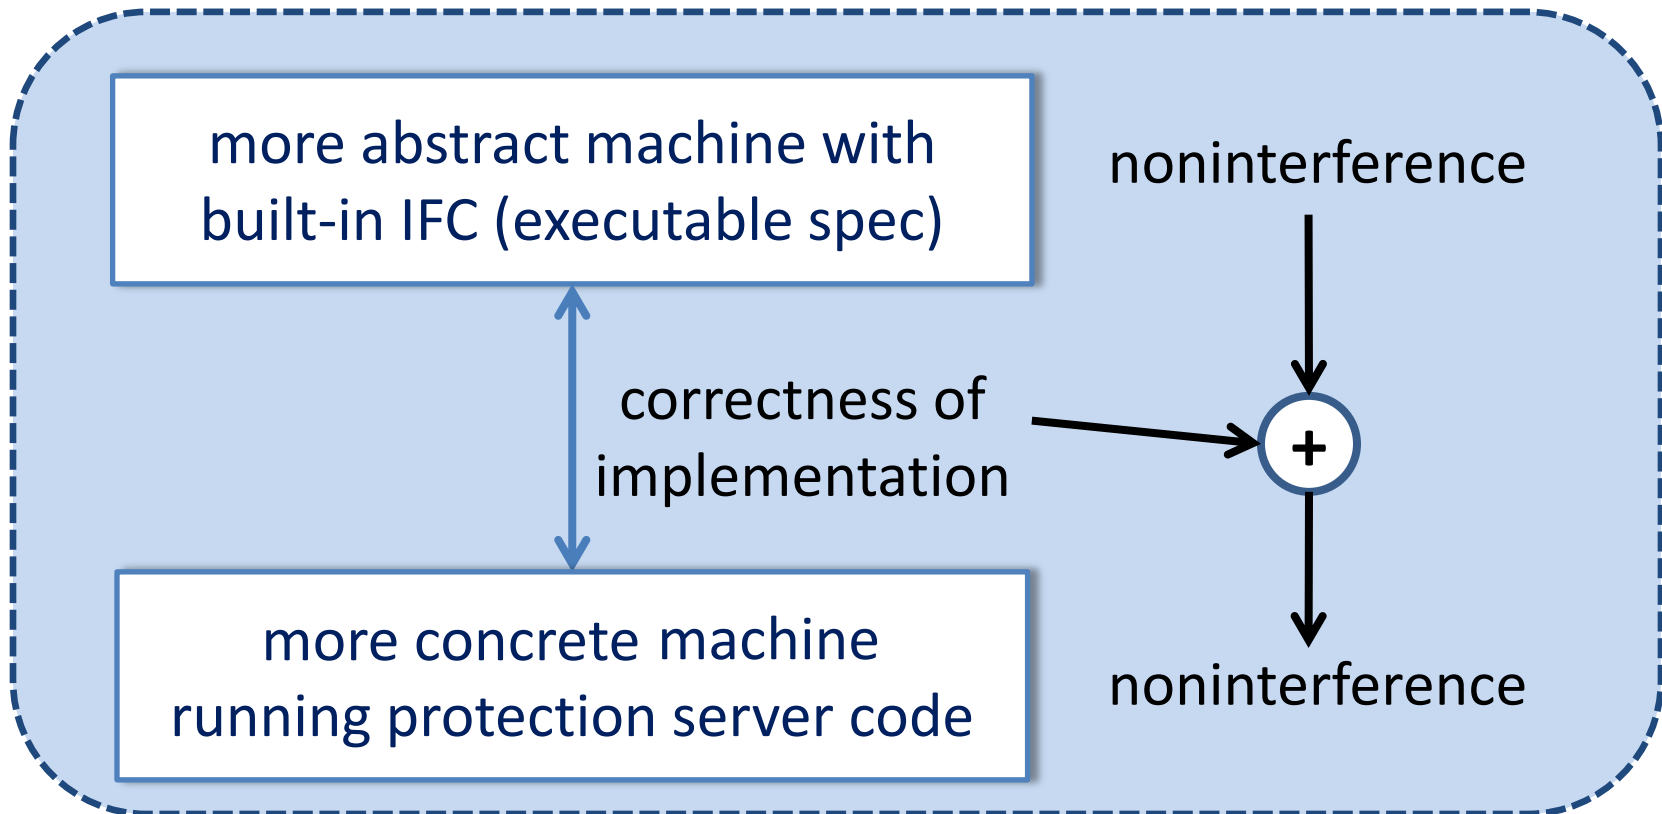 more abstract machine with
built-in IFC (executable spec)
noninterference
correctness of
implementation
+
more concrete machine
running protection server code
noninterference